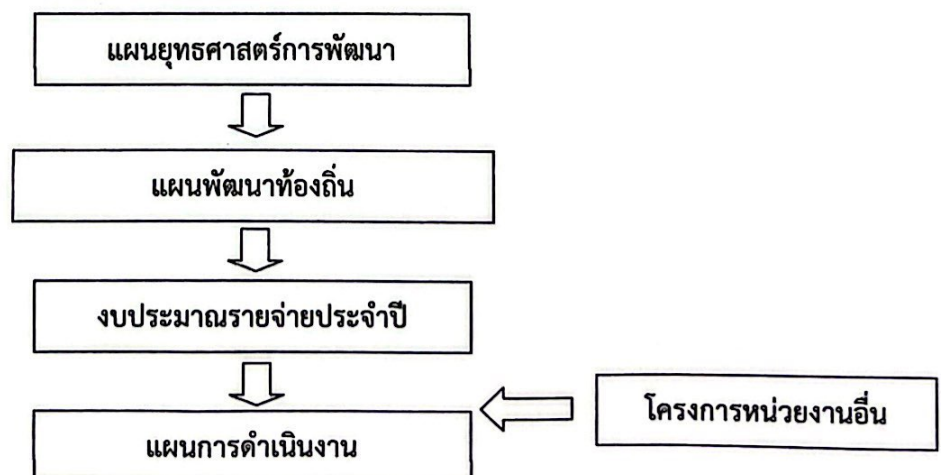 แผนยุทธศาสตร์การพัฒนา
แผนพัฒนาท้องถิ่น
งบประมาณรายจ่ายประจำปี
แผนการดำเนินงาน
โครงการหน่วยงานอื่น